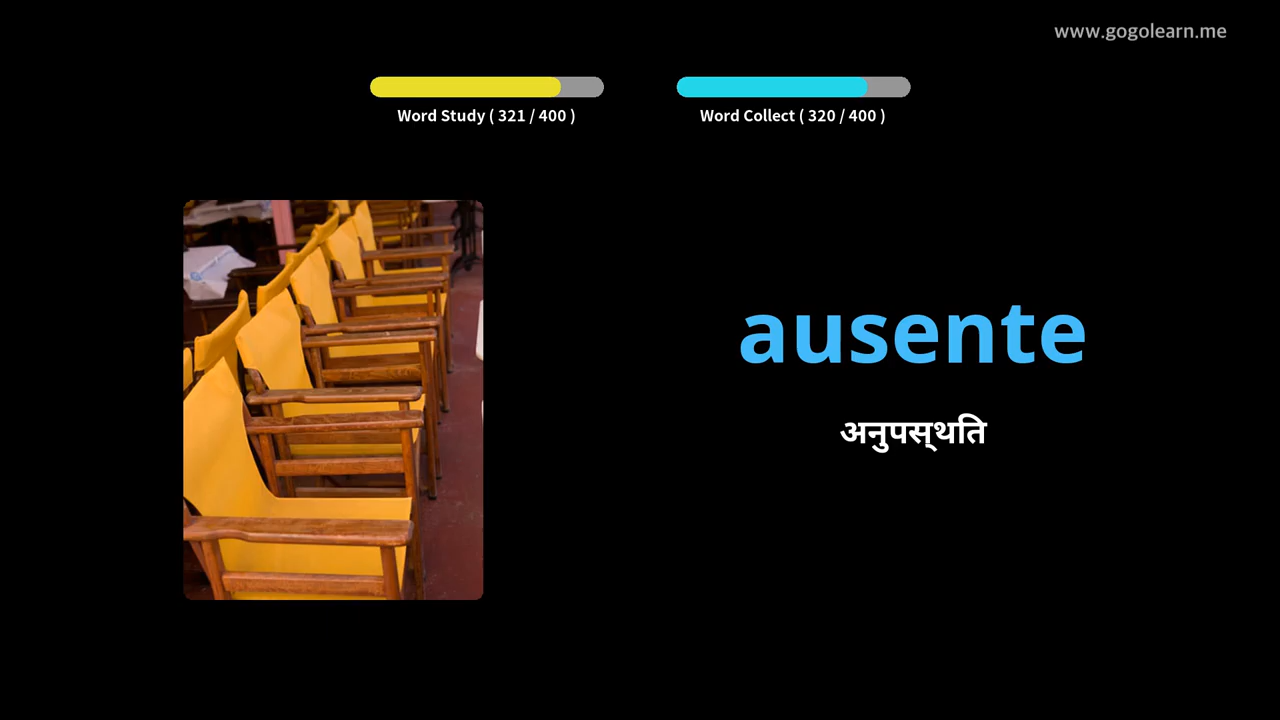 www.gogolearn.me
Word Study ( 321 / 400 )
Word Collect ( 320 / 400 )
ausente
अनुपस्‌थति